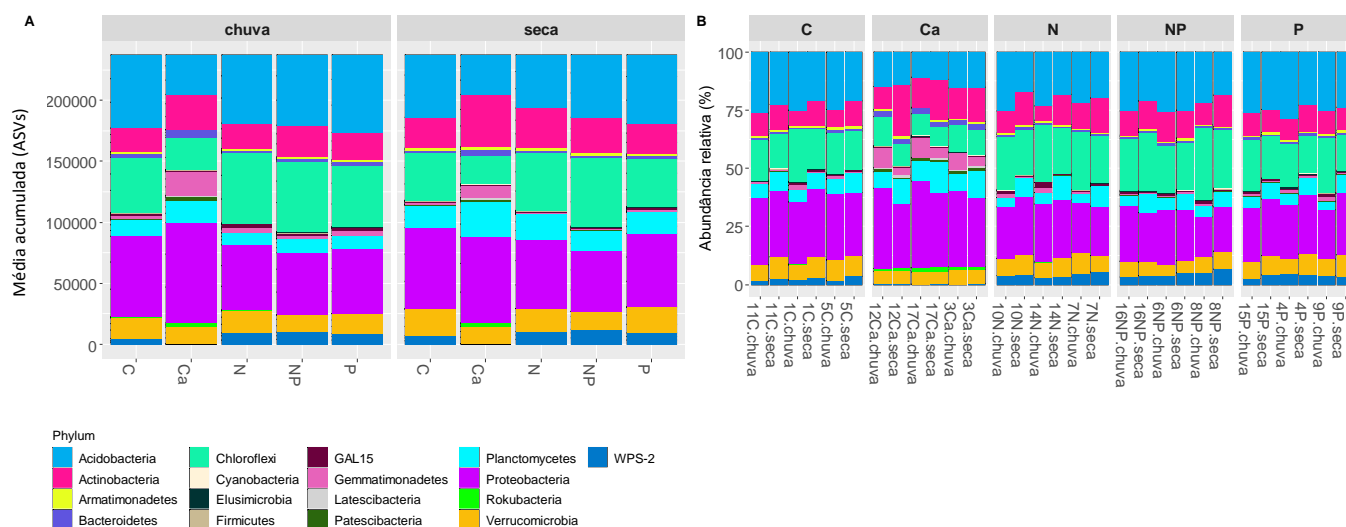 A
chuva
seca
Média acumulada (ASVs)
200000
150000
100000
50000
0
C
Ca
N
NP
P
C
Ca
N
NP
P
B
C
Ca
N
NP
P
Abundância relativa (%)
100
75
50
25
0
11C.chuva
11C.seca
1C.chuva
1C.seca
5C.chuva
5C.seca
12Ca.chuva
12Ca.seca
17Ca.chuva
17Ca.seca
3Ca.chuva
3Ca.seca
10N.chuva
10N.seca
14N.chuva
14N.seca
7N.chuva
7N.seca
16NP.chuva
16NP.seca
6NP.chuva
6NP.seca
8NP.chuva
8NP.seca
15P.chuva
15P.seca
4P.chuva
4P.seca
9P.chuva
9P.seca
Phylum
Acidobacteria
Actinobacteria
Armatimonadetes
Bacteroidetes
Chloroflexi
Cyanobacteria
Elusimicrobia
Firmicutes
GAL15
Gemmatimonadetes
Latescibacteria
Patescibacteria
Planctomycetes
Proteobacteria
Rokubacteria
Verrucomicrobia
WPS-2